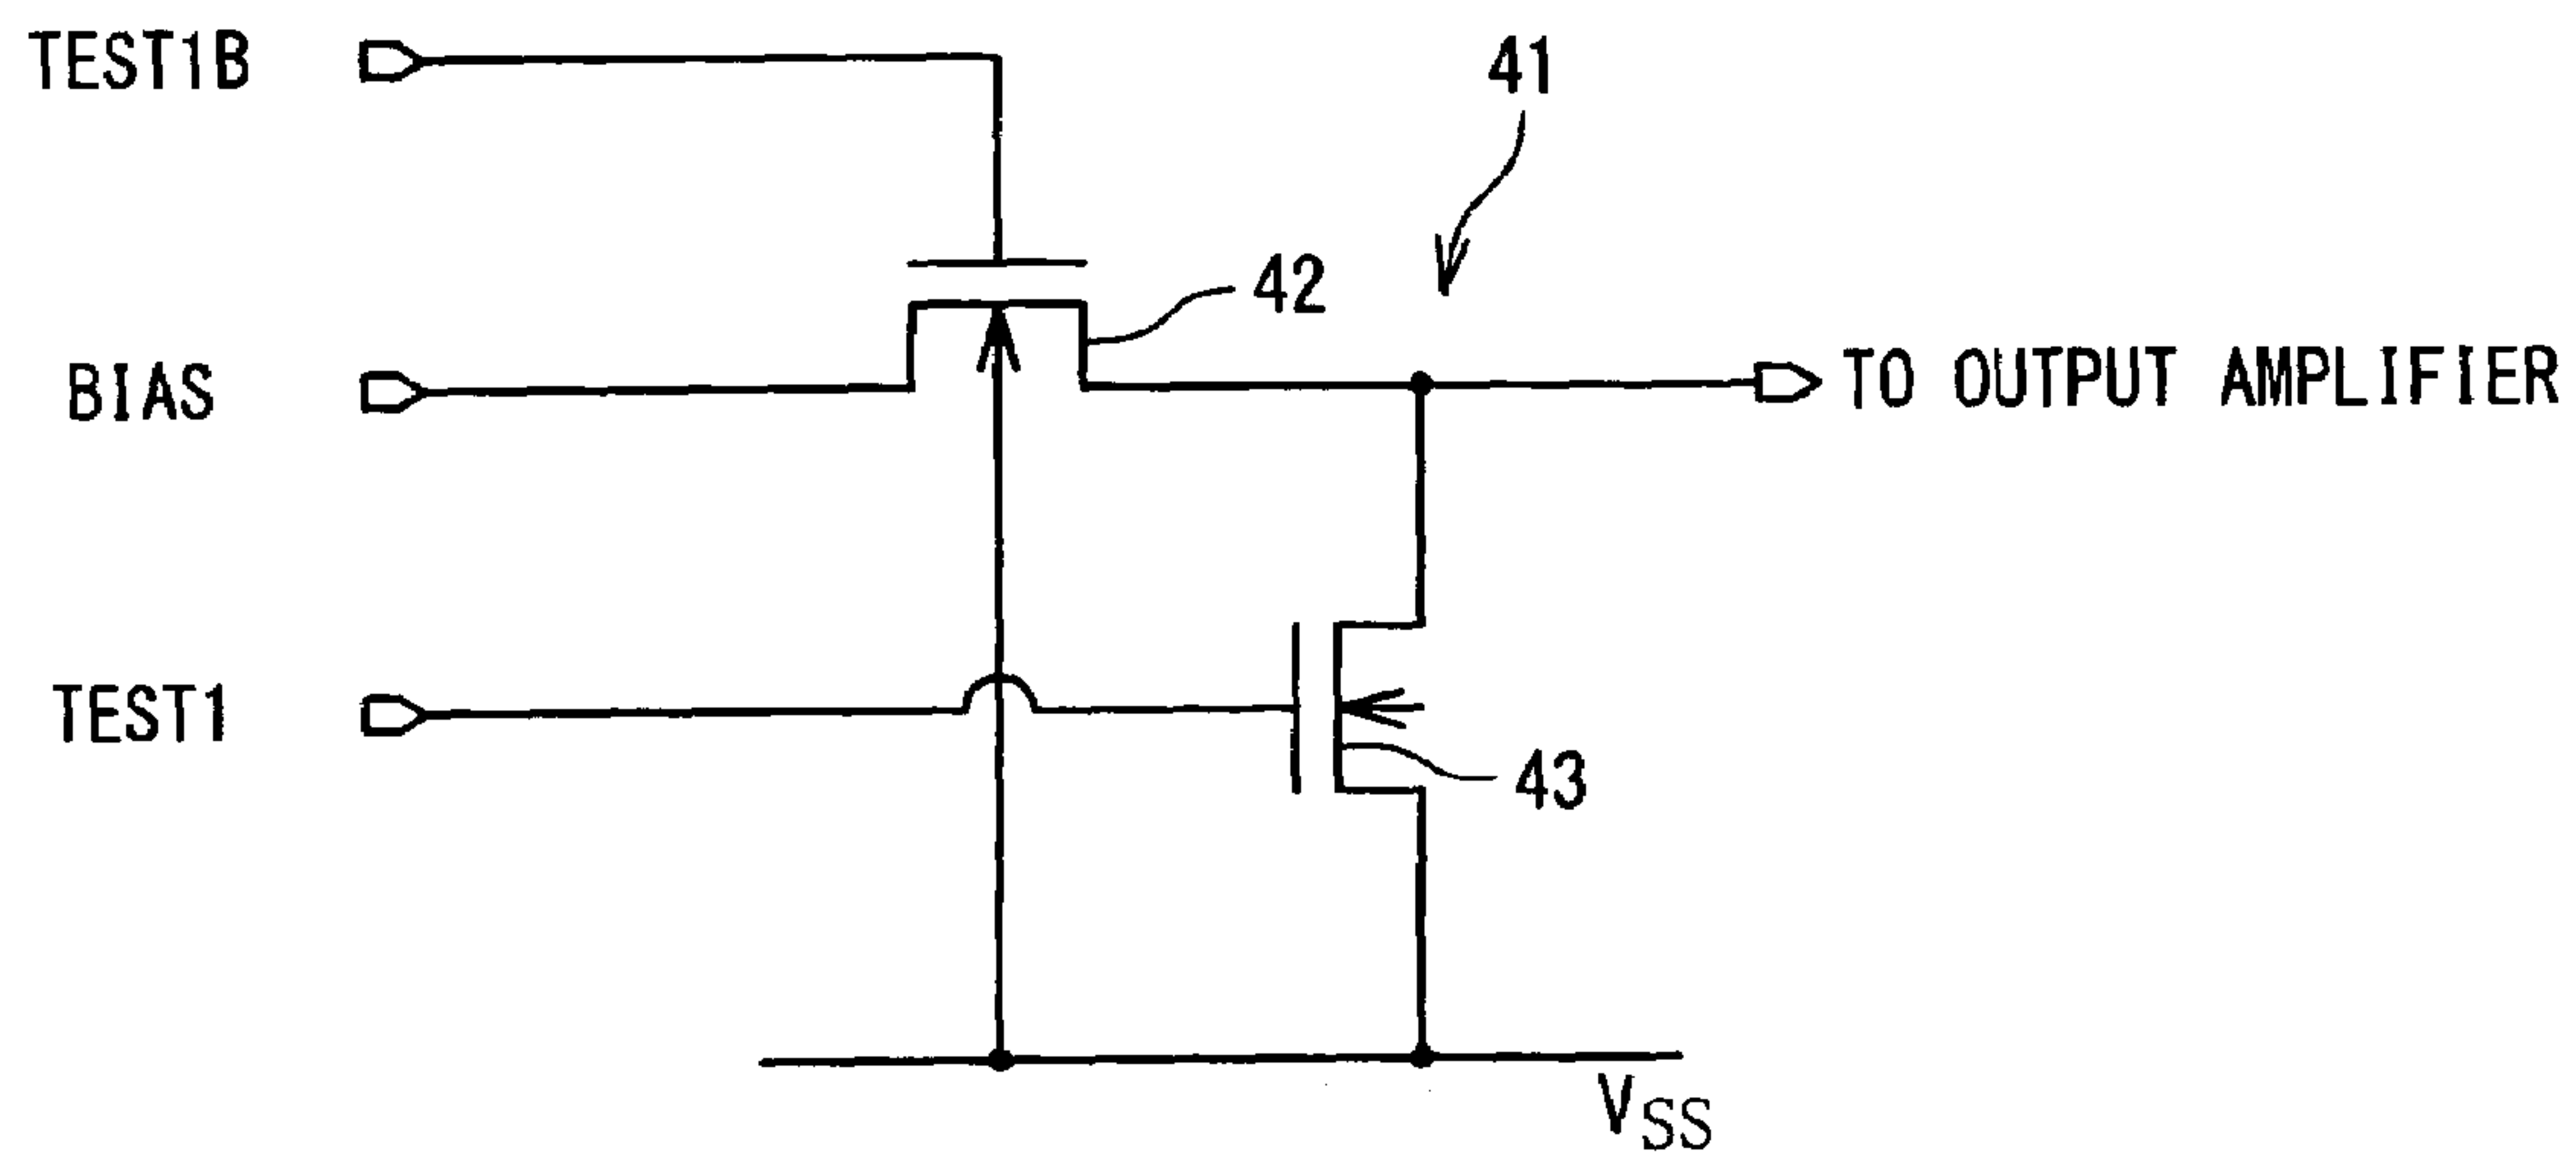 TEST1B
41
42
BIAS
TO OUTPUT AMPLIFIER
TEST1
43
VSS